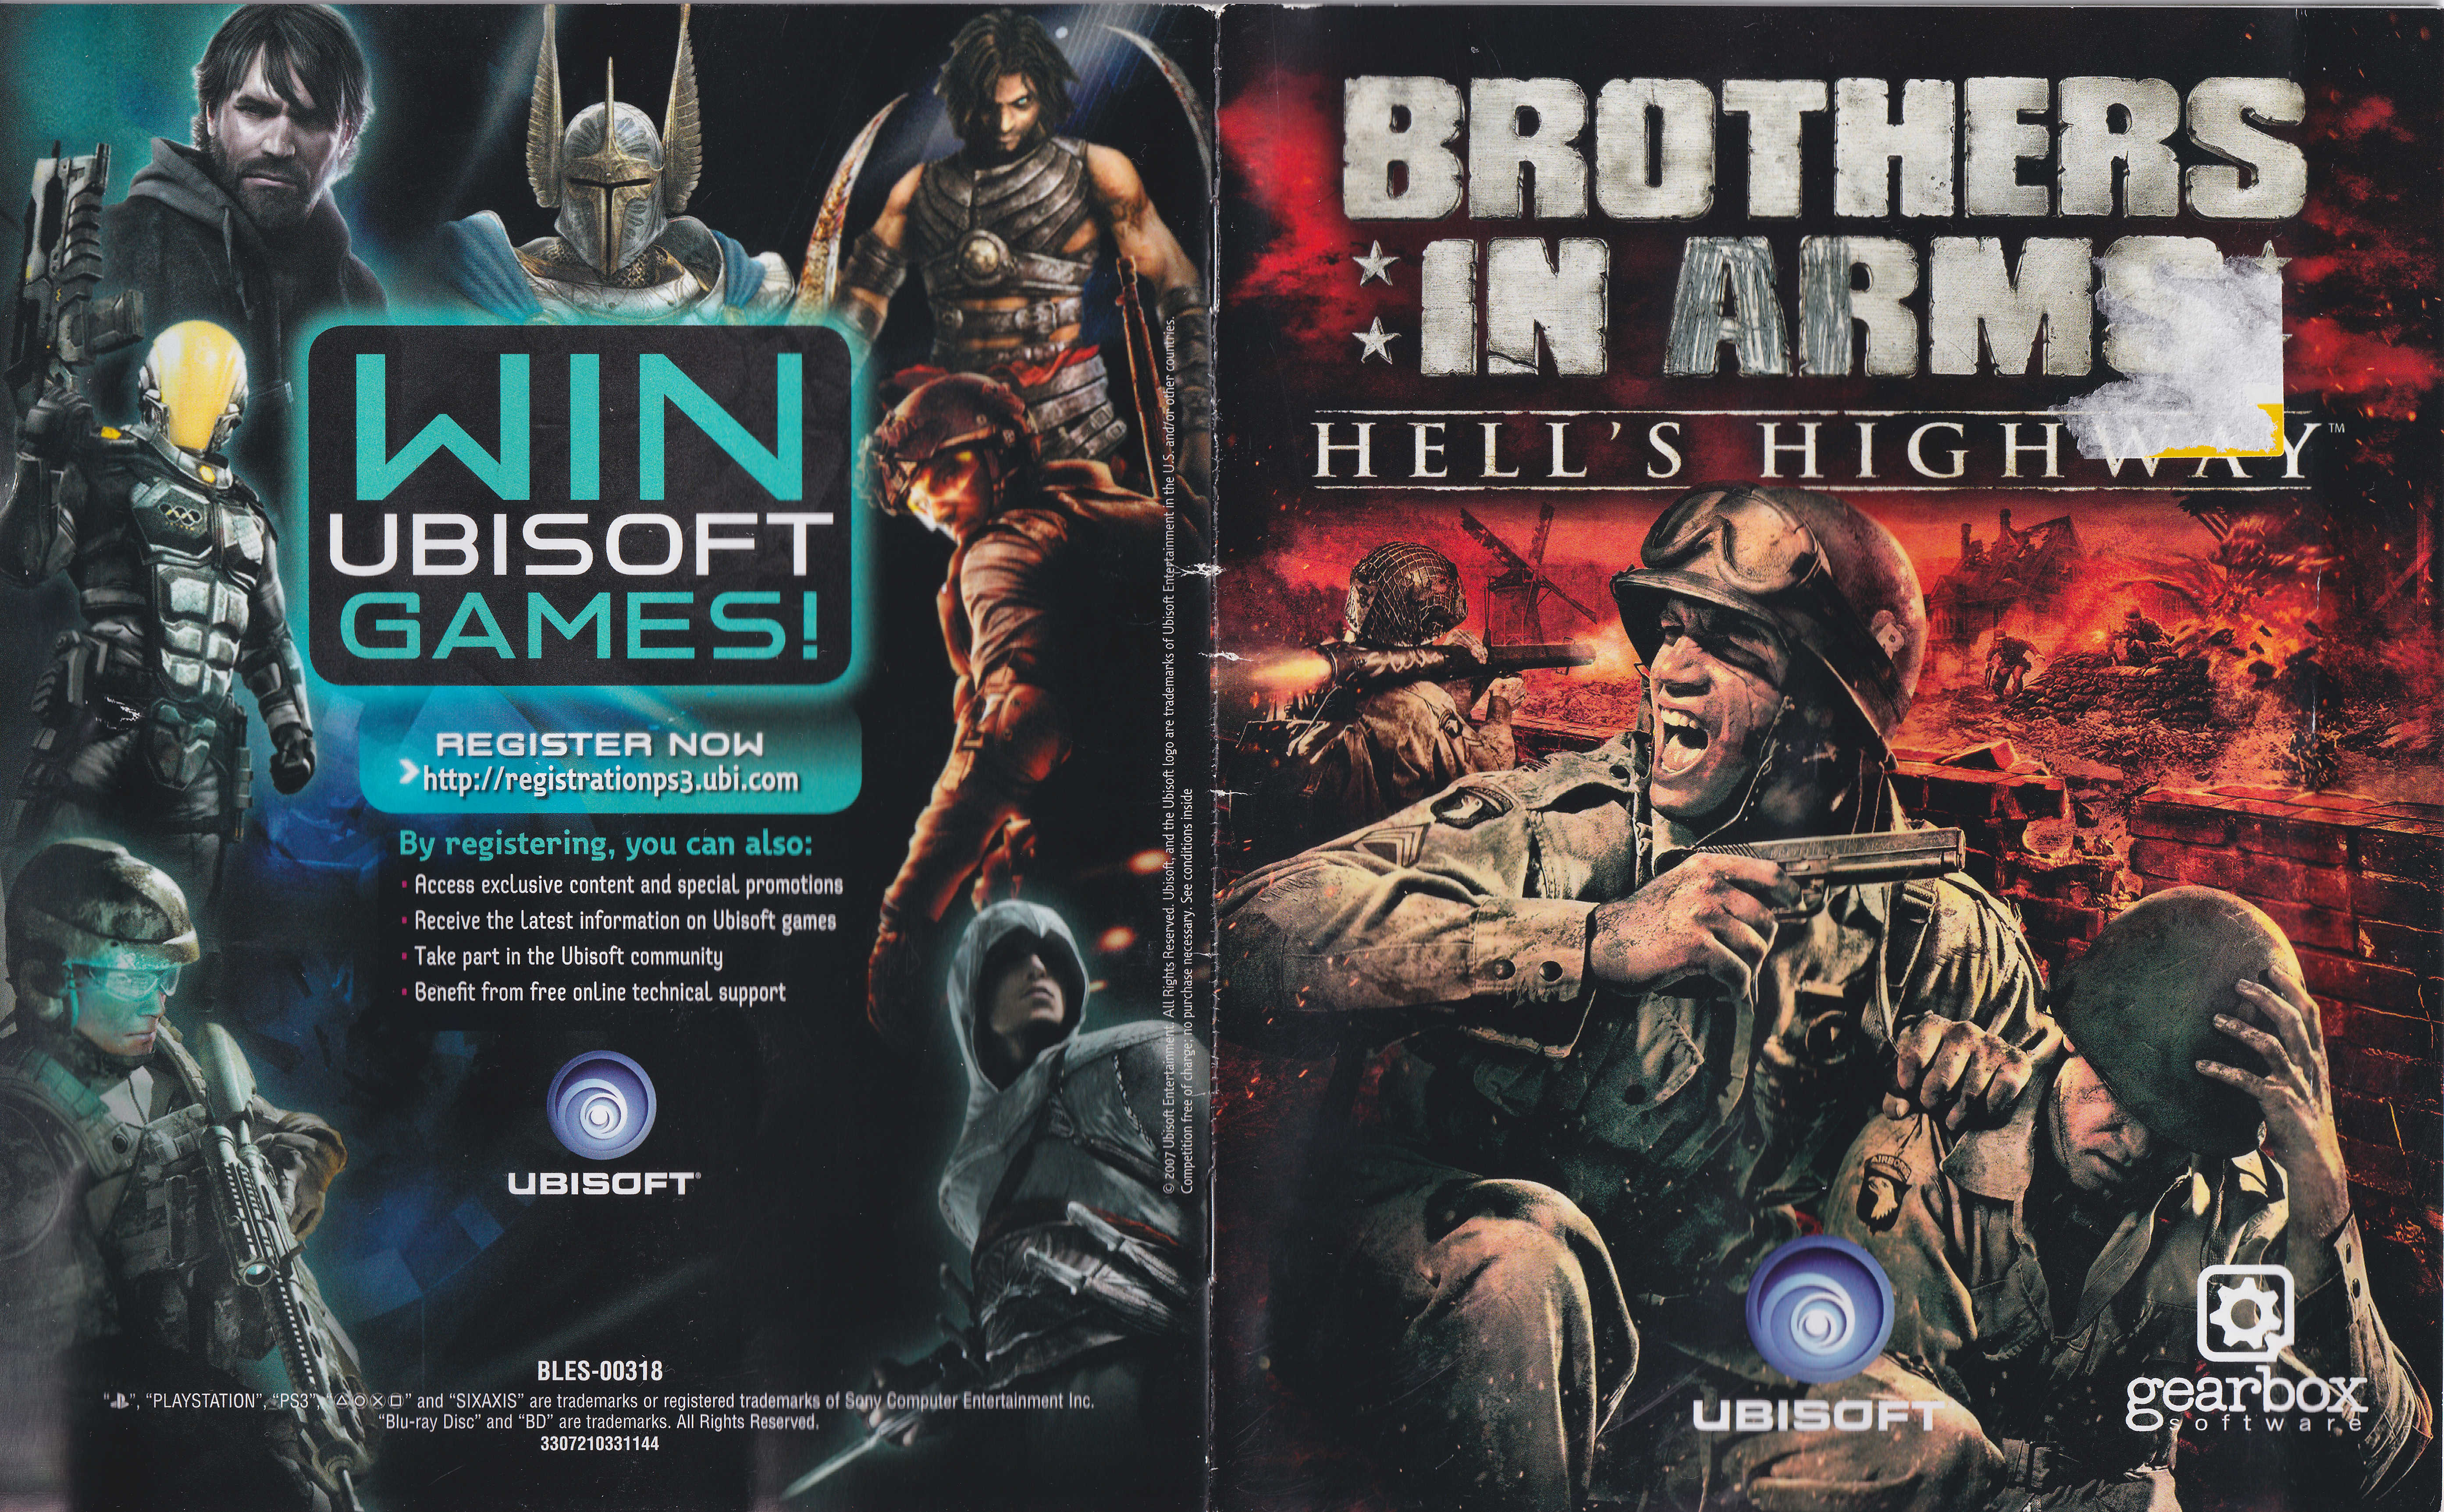 WIN
UBISOFT
GAMES!
REGISTER NOW
http://registrationps3.ubi.com
By registering, you can also:
• Access exclusive content and special promotions
• Receive the latest information on Ubisoft games
• Take part in the Ubisoft community
• Benefit from free online technical support
UBISOFT®
BLES-00318
“”, “PLAYSTATION”, “PS3”, “△○✕□” and “SIXAXIS” are trademarks or registered trademarks of Sony Computer Entertainment Inc.
“Blu-ray Disc” and “BD” are trademarks. All Rights Reserved.
3307210331144
© 2007 Ubisoft Entertainment. All Rights Reserved. Ubisoft, and the Ubisoft logo are trademarks of Ubisoft Entertainment in the U.S. and/or other countries.
Competition free of charge; no purchase necessary. See conditions inside
BROTHERS
IN ARMS
HELL'S HIGHWAY™
UBISOFT
gearbox
software